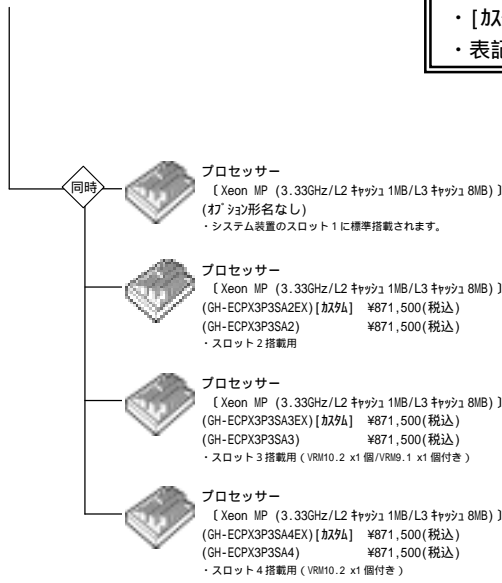 ・[ｶｽ
・表記
同時
プロセッサー
〔Xeon MP (3.33GHz/L2 ｷｬｯｼｭ 1MB/L3 ｷｬｯｼｭ 8MB)〕
(ｵﾌﾟｼｮﾝ形名なし)
・システム装置のスロット1に標準搭載されます。
プロセッサー
〔Xeon MP (3.33GHz/L2 ｷｬｯｼｭ 1MB/L3 ｷｬｯｼｭ 8MB)〕
(GH-ECPX3P3SA2EX)[ｶｽﾀﾑ] ¥871,500(税込)
(GH-ECPX3P3SA2) ¥871,500(税込)
・スロット2搭載用
プロセッサー
〔Xeon MP (3.33GHz/L2 ｷｬｯｼｭ 1MB/L3 ｷｬｯｼｭ 8MB)〕
(GH-ECPX3P3SA3EX)[ｶｽﾀﾑ] ¥871,500(税込)
(GH-ECPX3P3SA3) ¥871,500(税込)
・スロット3搭載用（VRM10.2 x1個/VRM9.1 x1個付き）
プロセッサー
〔Xeon MP (3.33GHz/L2 ｷｬｯｼｭ 1MB/L3 ｷｬｯｼｭ 8MB)〕
(GH-ECPX3P3SA4EX)[ｶｽﾀﾑ] ¥871,500(税込)
(GH-ECPX3P3SA4) ¥871,500(税込)
・スロット4搭載用（VRM10.2 x1個付き）